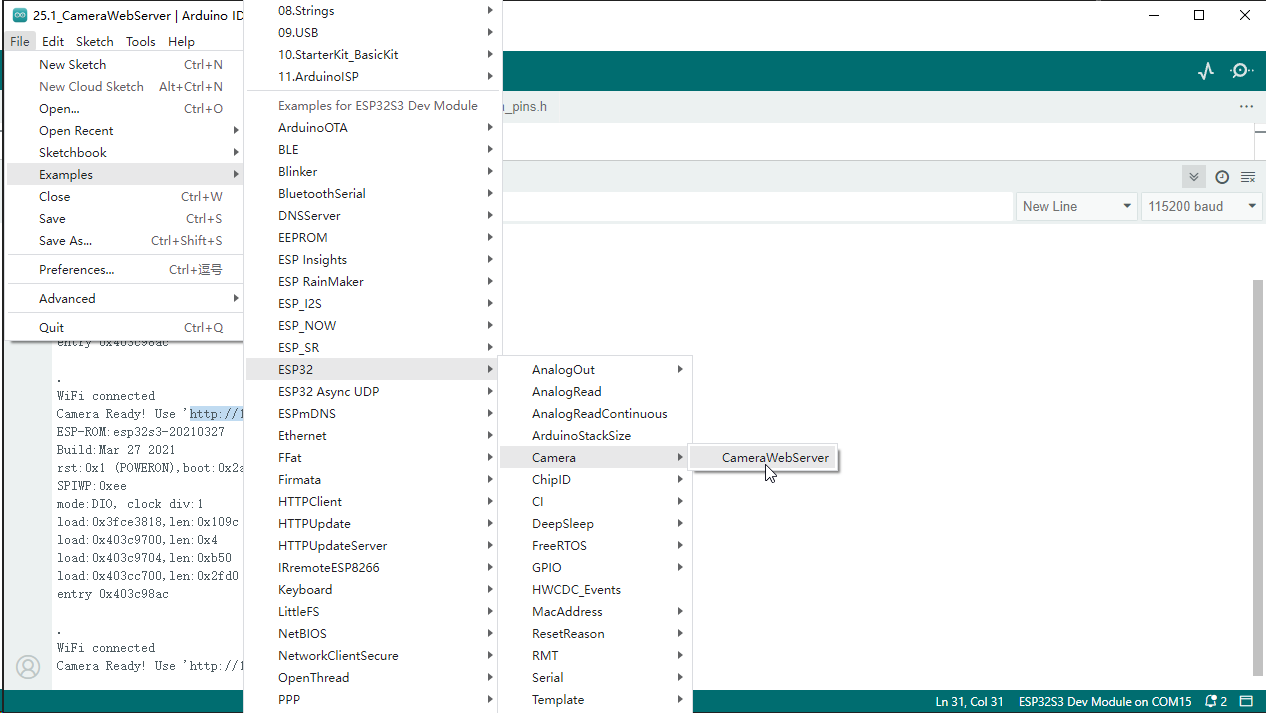 25.1_CameraWebServer | Arduino ID
File Edit Sketch Tools Help
New Sketch Ctrl+N
New Cloud Sketch Alt+Ctrl+N
Open... Ctrl+O
Open Recent
Sketchbook
Examples
Close Ctrl+W
Save Ctrl+S
Save As... Ctrl+Shift+S
Preferences... Ctrl+逗号
Advanced
Quit Ctrl+Q
08.Strings
09.USB
10.StarterKit_BasicKit
11.ArduinoISP
Examples for ESP32S3 Dev Module
ArduinoOTA
BLE
Blinker
BluetoothSerial
DNSServer
EEPROM
ESP Insights
ESP RainMaker
ESP_I2S
ESP_NOW
ESP_SR
ESP32
ESP32 Async UDP
ESPmDNS
Ethernet
FFat
Firmata
HTTPClient
HTTPUpdate
HTTPUpdateServer
IRremoteESP8266
Keyboard
LittleFS
NetBIOS
NetworkClientSecure
OpenThread
PPP
AnalogOut
AnalogRead
AnalogReadContinuous
ArduinoStackSize
Camera
ChipID
CI
DeepSleep
FreeRTOS
GPIO
HWCDC_Events
MacAddress
ResetReason
RMT
Serial
Template
CameraWebServer
_pins.h
New Line 115200 baud
entry 0x403c98ac
.
WiFi connected
Camera Ready! Use 'http://1
ESP-ROM:esp32s3-20210327
Build:Mar 27 2021
rst:0x1 (POWERON),boot:0x2a
SPIWP:0xee
mode:DIO, clock div:1
load:0x3fce3818,len:0x109c
load:0x403c9700,len:0x4
load:0x403c9704,len:0xb50
load:0x403cc700,len:0x2fd0
entry 0x403c98ac
.
WiFi connected
Camera Ready! Use 'http://1
Ln 31, Col 31 ESP32S3 Dev Module on COM15 2